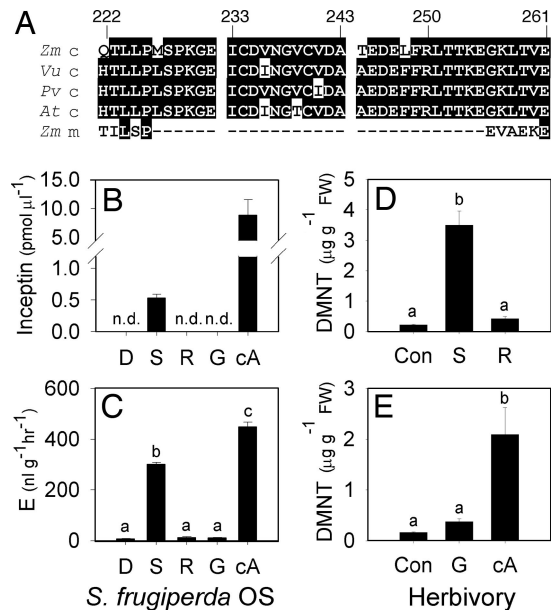 A
222 233 243 250 261
Zm c QTLLPMSPKGE ICDVNGVCVDA TEDELFRLTTKEGKLTVE
Vu c HTLLPLSPKGE ICDINGVCVDA AEDEFFRLTTKEGKLTVE
Pv c HTLLPLSPKGE ICDVNGVCIDA AEDEFFRLTTKEGKLTVE
At c HTLLPLSPKGE ICDINGTCVDA AEDEFFRLTTKEGKLTVE
Zm m TILSP------ ----------- ------------EVAEKE
B
Inceptin (pmol μl-1)
15.0
10.0
5.0
1.0
0.5
0.0
n.d. n.d. n.d.
D S R G cA
D
DMNT (μg g-1 FW)
5
4
3
2
1
0
a b a
Con S R
C
E (nl g-1hr-1)
600
400
200
0
a b a a c
D S R G cA
S. frugiperda OS
E
DMNT (μg g-1 FW)
3
2
1
0
a a b
Con G cA
Herbivory